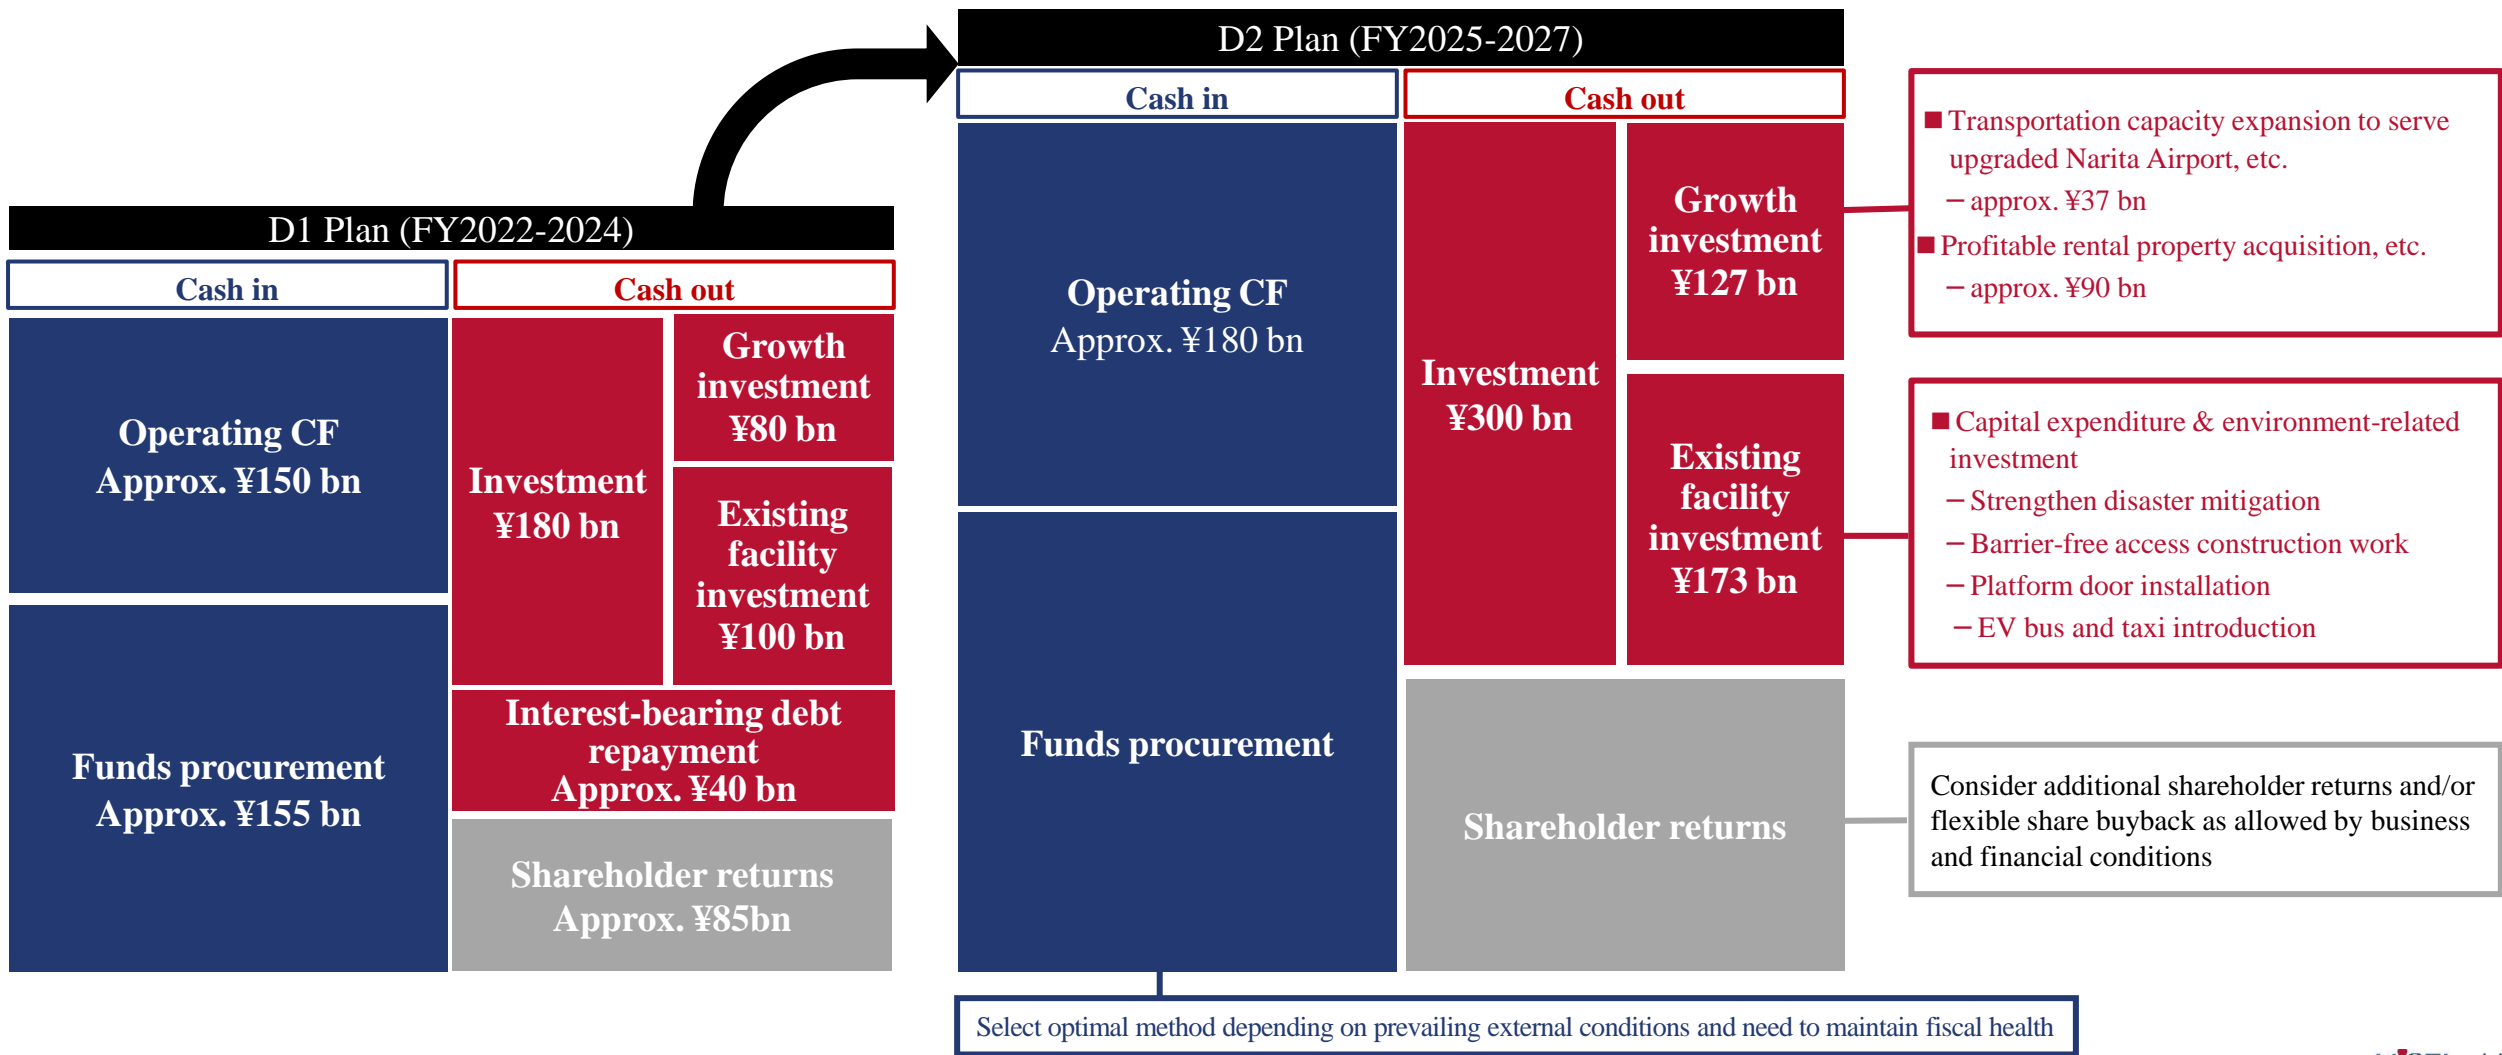 D1 Plan (FY2022-2024)
Cash in
Cash out
Operating CF
Approx. ¥150 bn
Funds procurement
Approx. ¥155 bn
Investment
¥180 bn
Growth
investment
¥80 bn
Existing
facility
investment
¥100 bn
Interest-bearing debt
repayment
Approx. ¥40 bn
Shareholder returns
Approx. ¥85bn
D2 Plan (FY2025-2027)
Cash in
Cash out
Operating CF
Approx. ¥180 bn
Funds procurement
Investment
¥300 bn
Growth
investment
¥127 bn
Existing
facility
investment
¥173 bn
Shareholder returns
■ Transportation capacity expansion to serve
upgraded Narita Airport, etc.
– approx. ¥37 bn
■ Profitable rental property acquisition, etc.
– approx. ¥90 bn
■ Capital expenditure & environment-related
investment
– Strengthen disaster mitigation
– Barrier-free access construction work
– Platform door installation
– EV bus and taxi introduction
Consider additional shareholder returns and/or
flexible share buyback as allowed by business
and financial conditions
Select optimal method depending on prevailing external conditions and need to maintain fiscal health